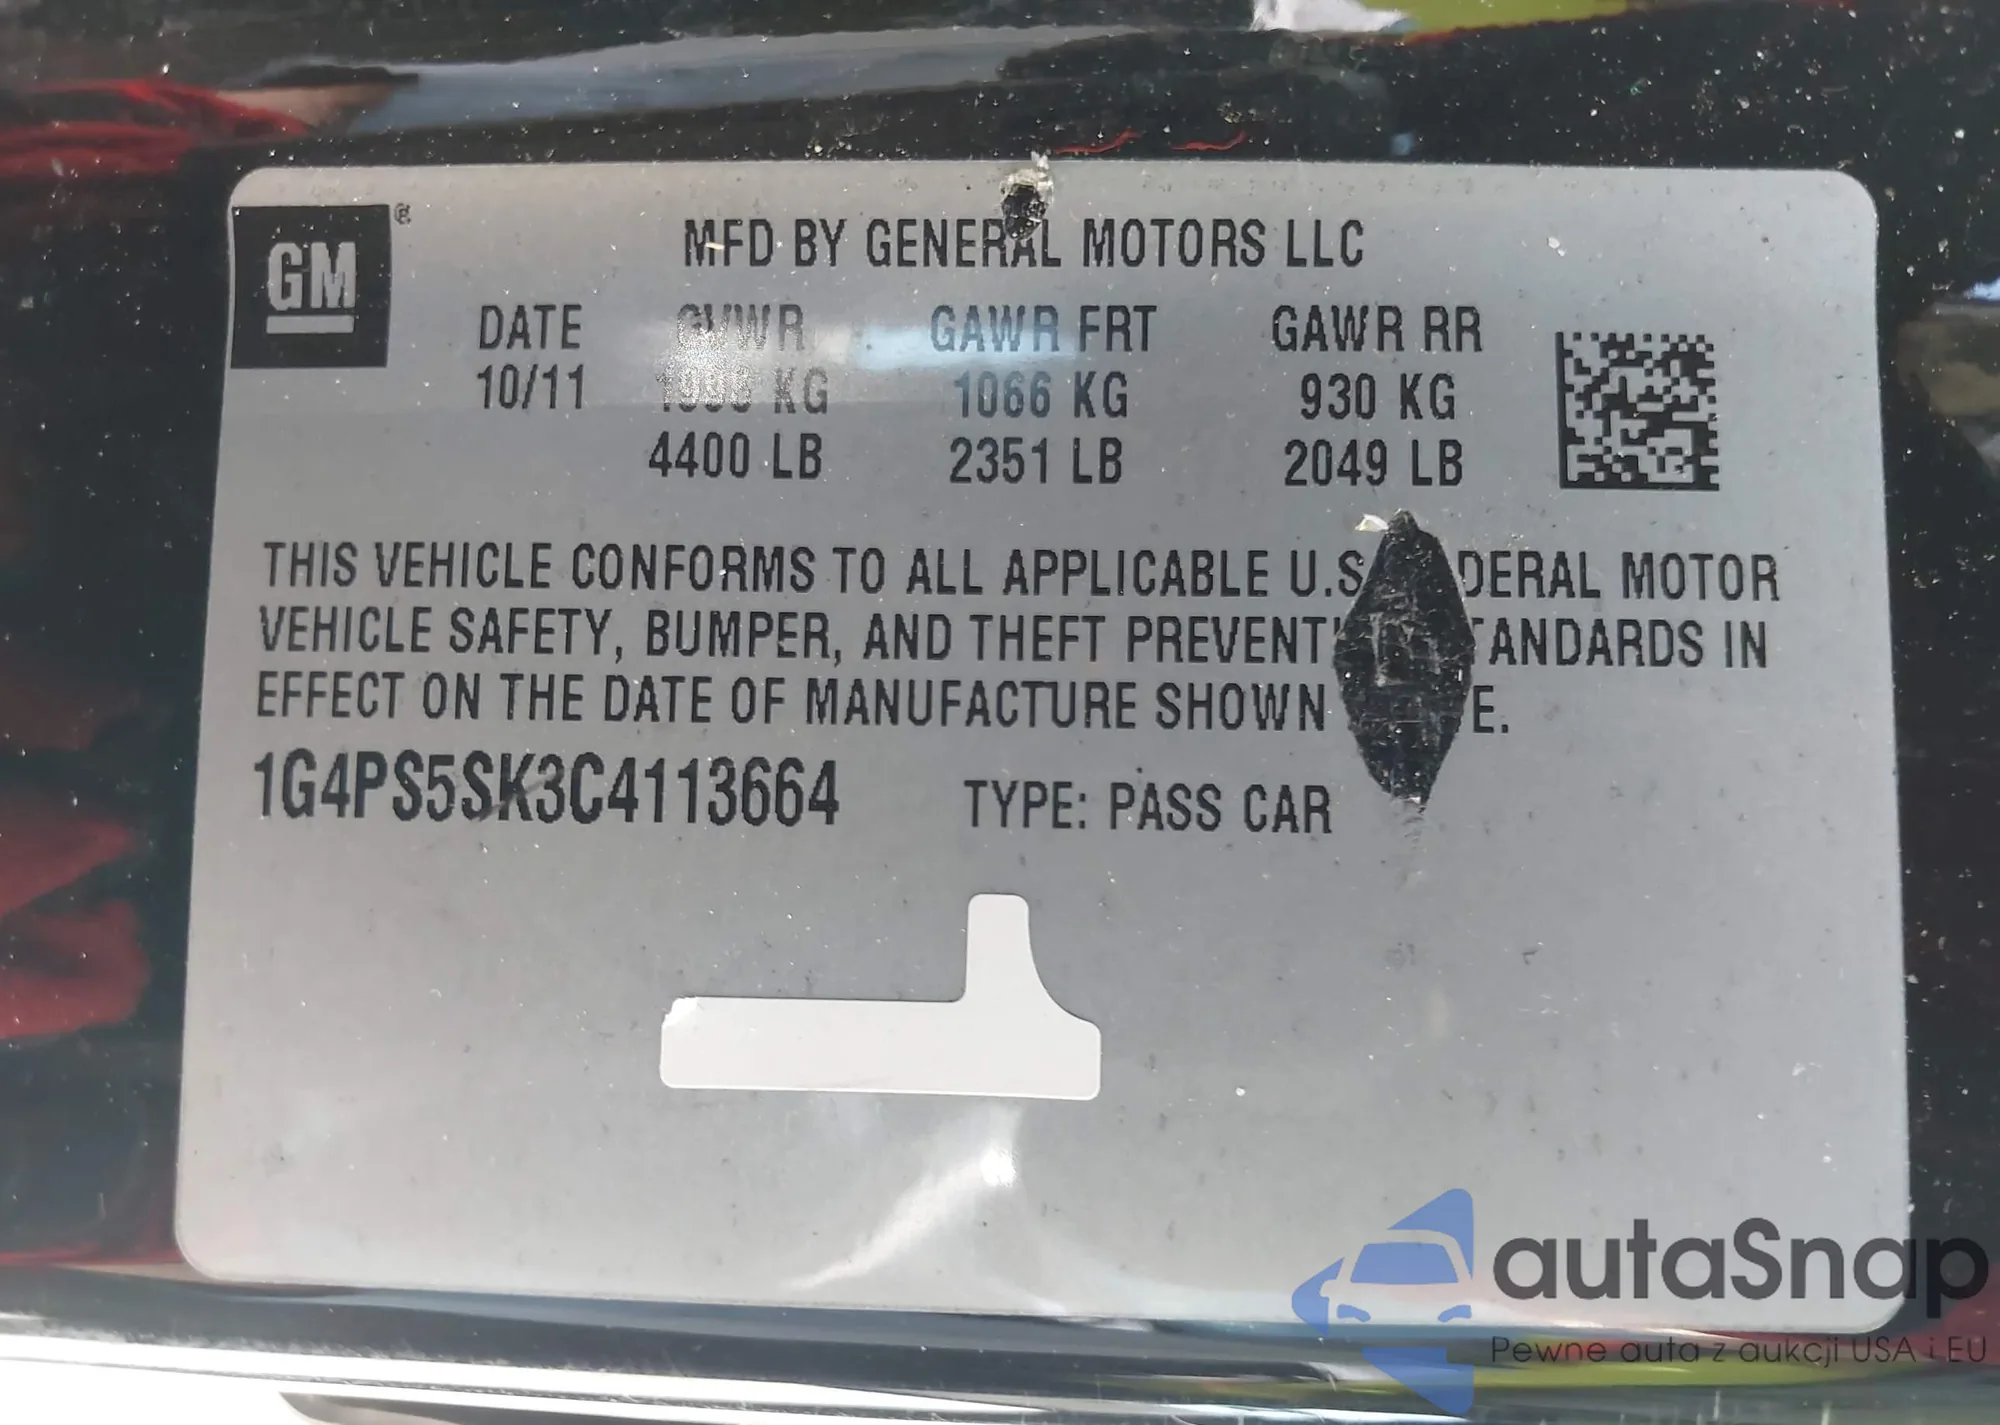 GM ®
MFD BY GENERAL MOTORS LLC
DATE GVWR GAWR FRT GAWR RR
10/11 KG 1066 KG 930 KG
4400 LB 2351 LB 2049 LB
THIS VEHICLE CONFORMS TO ALL APPLICABLE U.S DERAL MOTOR
VEHICLE SAFETY, BUMPER, AND THEFT PREVENT TANDARDS IN
EFFECT ON THE DATE OF MANUFACTURE SHOWN E.
1G4PS5SK3C4113664 TYPE: PASS CAR
autaSnap
Pewne auta z aukcji USA i EU